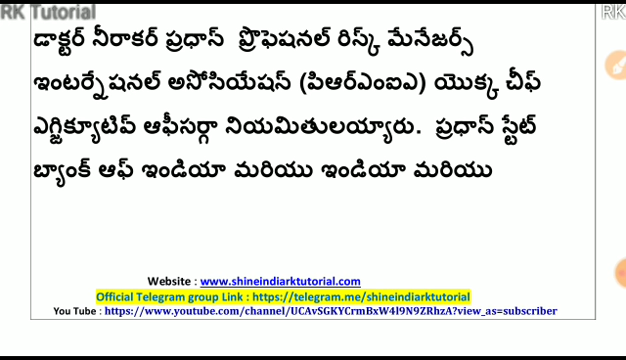 RK Tutorial
RK
డాక్టర్ నీరాకర్ ప్రధాస్ ప్రొఫెషనల్ రిస్క్ మేనేజర్స్
ఇంటర్నేషనల్ అసోసియేషస్ (పిఆర్ఎంఐఎ) యొక్క చీఫ్
ఎగ్జిక్యూటిప్ ఆఫీసర్గా నియమితులయ్యారు. ప్రధాస్ స్టేట్
బ్యాంక్ ఆఫ్ ఇండియా మరియు ఇండియా మరియు
Website : www.shineindiarktutorial.com
Official Telegram group Link : https://telegram.me/shineindiarktutorial
You Tube : https://www.youtube.com/channel/UCAvSGKYCrmBxW4l9N9ZRhzA?view_as=subscriber